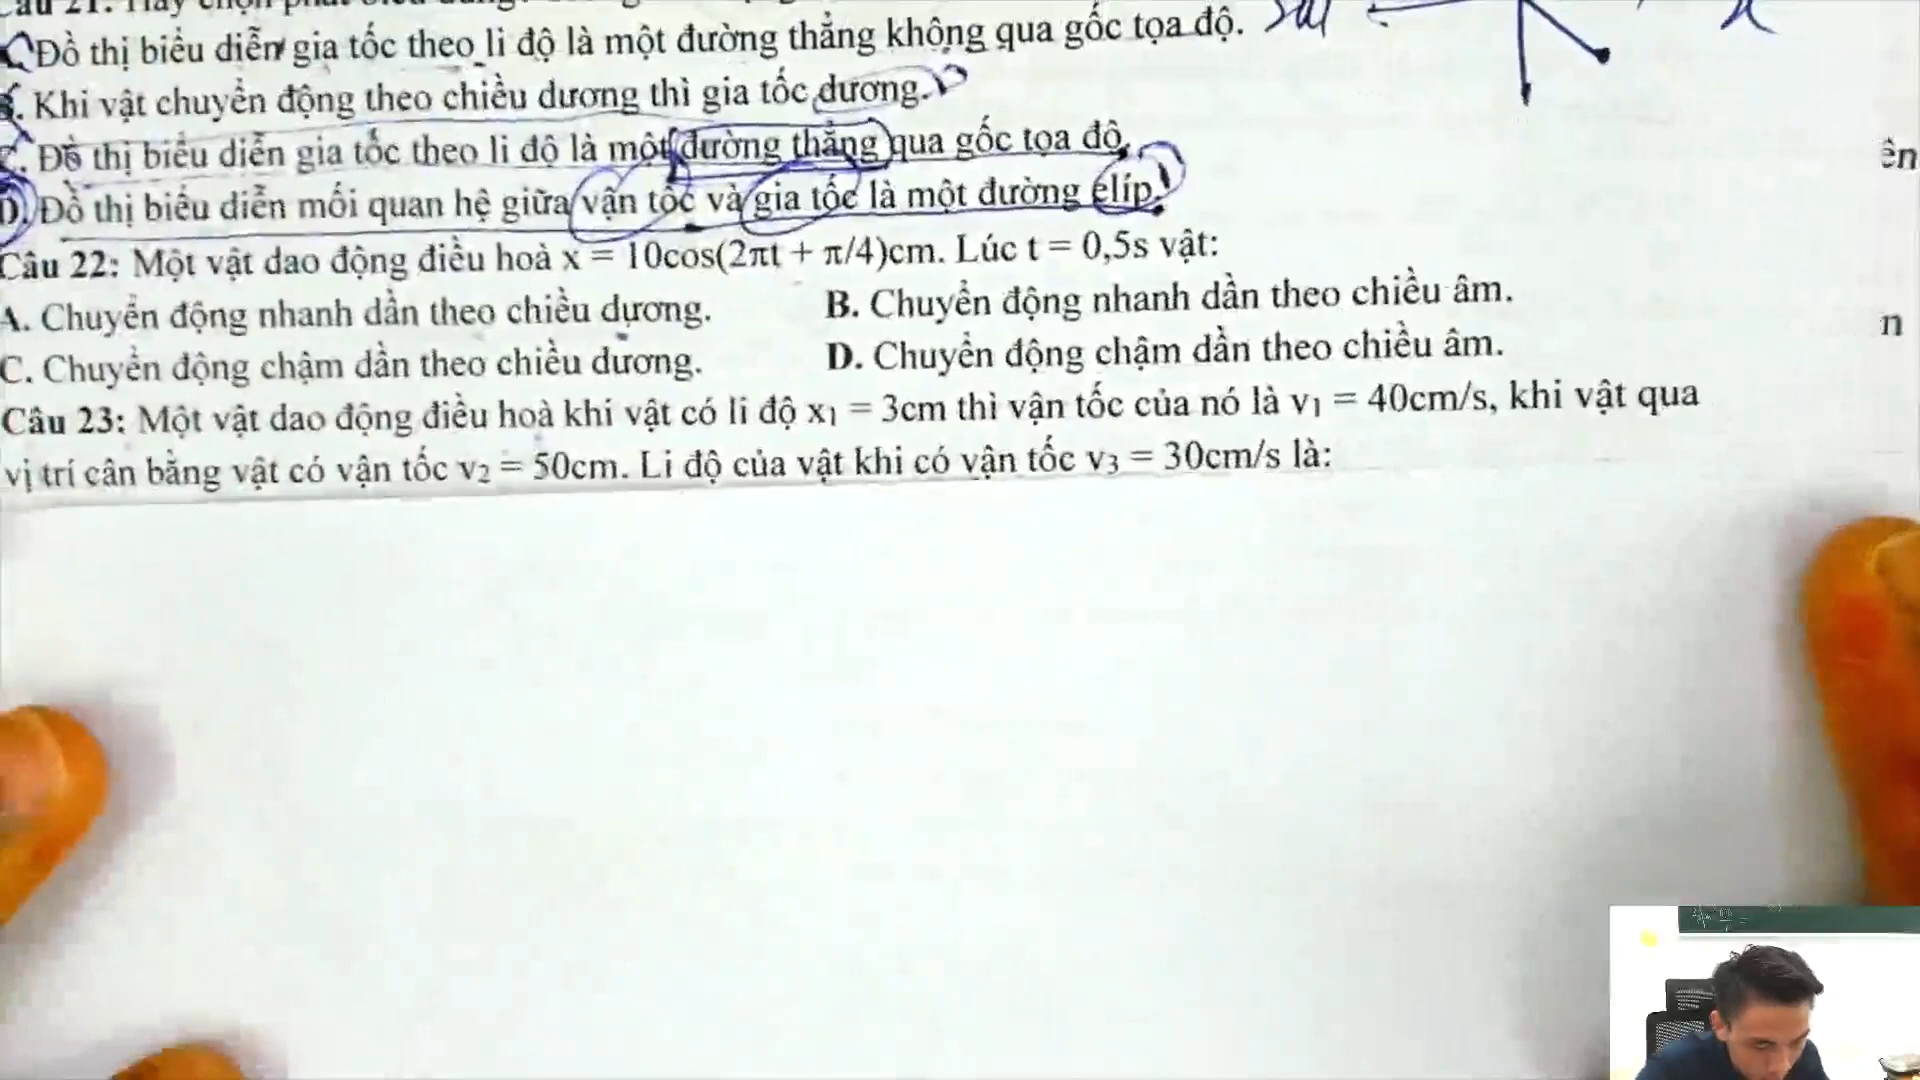 Câu 21: Hãy chọn phát biểu đúng?
Đồ thị biểu diễn gia tốc theo li độ là một đường thẳng không qua gốc tọa độ.
B. Khi vật chuyển động theo chiều dương thì gia tốc dương.
C. Đồ thị biểu diễn gia tốc theo li độ là một đường thẳng qua gốc tọa độ.
D. Đồ thị biểu diễn mối quan hệ giữa vận tốc và gia tốc là một đường elíp.
ên
Câu 22: Một vật dao động điều hoà x = 10cos(2πt + π/4)cm. Lúc t = 0,5s vật:
A. Chuyển động nhanh dần theo chiều dương. B. Chuyển động nhanh dần theo chiều âm.
n
C. Chuyển động chậm dần theo chiều dương. D. Chuyển động chậm dần theo chiều âm.
Câu 23: Một vật dao động điều hoà khi vật có li độ x₁ = 3cm thì vận tốc của nó là v₁ = 40cm/s, khi vật qua
vị trí cân bằng vật có vận tốc v₂ = 50cm. Li độ của vật khi có vận tốc v₃ = 30cm/s là: